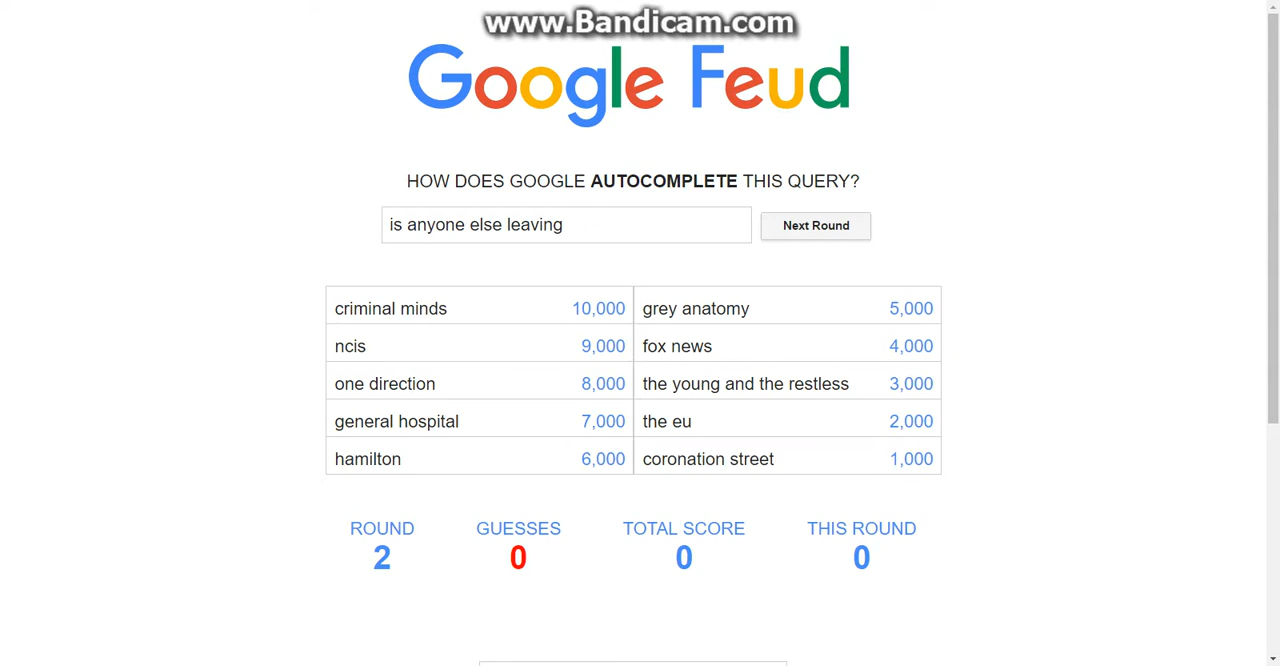 www.Bandicam.com
Google Feud
HOW DOES GOOGLE AUTOCOMPLETE THIS QUERY?
is anyone else leaving
Next Round
criminal minds 10,000 grey anatomy 5,000
ncis 9,000 fox news 4,000
one direction 8,000 the young and the restless 3,000
general hospital 7,000 the eu 2,000
hamilton 6,000 coronation street 1,000
ROUND GUESSES TOTAL SCORE THIS ROUND
2 0 0 0